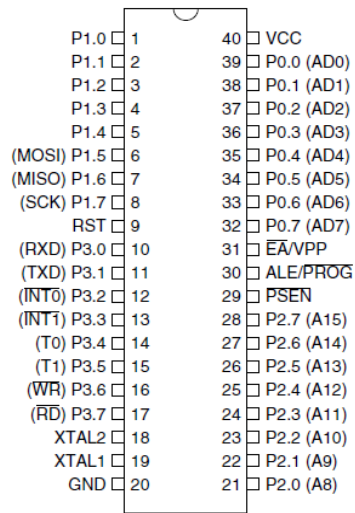 P1.0 1 40 VCC
P1.1 2 39 P0.0 (AD0)
P1.2 3 38 P0.1 (AD1)
P1.3 4 37 P0.2 (AD2)
P1.4 5 36 P0.3 (AD3)
(MOSI) P1.5 6 35 P0.4 (AD4)
(MISO) P1.6 7 34 P0.5 (AD5)
(SCK) P1.7 8 33 P0.6 (AD6)
RST 9 32 P0.7 (AD7)
(RXD) P3.0 10 31 E̅A̅/VPP
(TXD) P3.1 11 30 ALE/P̅R̅O̅G̅
(I̅N̅T̅0̅) P3.2 12 29 P̅S̅E̅N̅
(I̅N̅T̅1̅) P3.3 13 28 P2.7 (A15)
(T0) P3.4 14 27 P2.6 (A14)
(T1) P3.5 15 26 P2.5 (A13)
(W̅R̅) P3.6 16 25 P2.4 (A12)
(R̅D̅) P3.7 17 24 P2.3 (A11)
XTAL2 18 23 P2.2 (A10)
XTAL1 19 22 P2.1 (A9)
GND 20 21 P2.0 (A8)